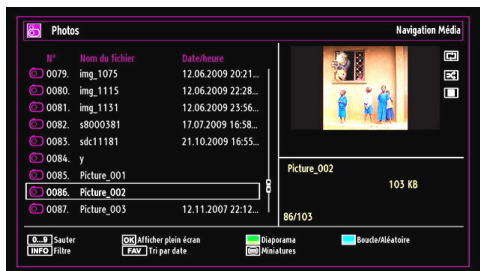 Photos
Navigation Média
N° Nom du fichier Date/heure
0079. img_1075 12.06.2009 20:21...
0080. img_1115 12.06.2009 22:28...
0081. img_1131 12.06.2009 23:56...
0082. s8000381 17.07.2009 16:58...
0083. sdc11181 21.10.2009 16:55...
0084. y
0085. Picture_001
0086. Picture_002
0087. Picture_003 12.11.2007 22:12...
Picture_002
103 KB
86/103
0...9 Sauter OK Afficher plein écran Diaporama Boucle/Aléatoire
INFO Filtre FAV Tri par date Miniatures